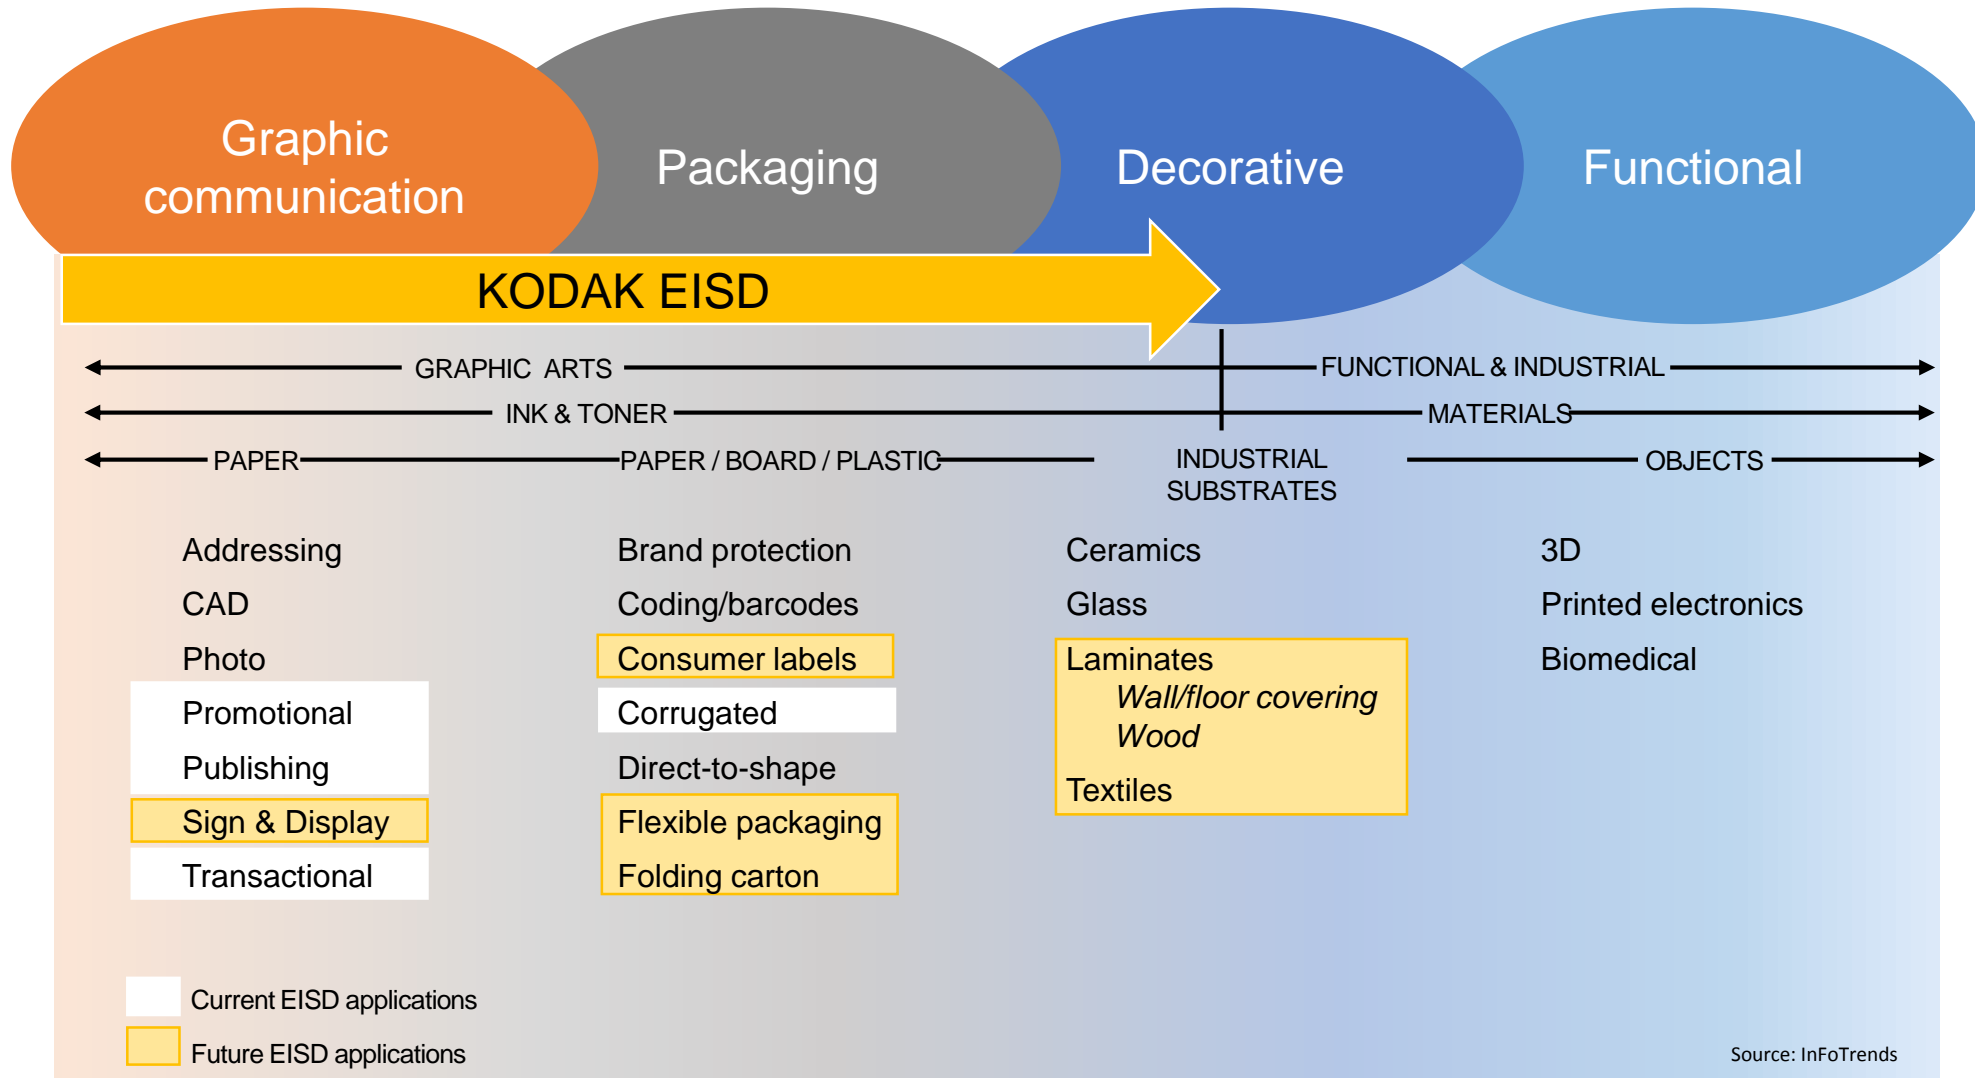 Graphic
communication
Packaging
Decorative
Functional
KODAK EISD
GRAPHIC ARTS
FUNCTIONAL & INDUSTRIAL
INK & TONER
MATERIALS
PAPER
PAPER / BOARD / PLASTIC
INDUSTRIAL
SUBSTRATES
OBJECTS
Addressing
CAD
Photo
Promotional
Publishing
Sign & Display
Transactional
Brand protection
Coding/barcodes
Consumer labels
Corrugated
Direct-to-shape
Flexible packaging
Folding carton
Ceramics
Glass
Laminates
Wall/floor covering
Wood
Textiles
3D
Printed electronics
Biomedical
Current EISD applications
Future EISD applications
Source: InFoTrends